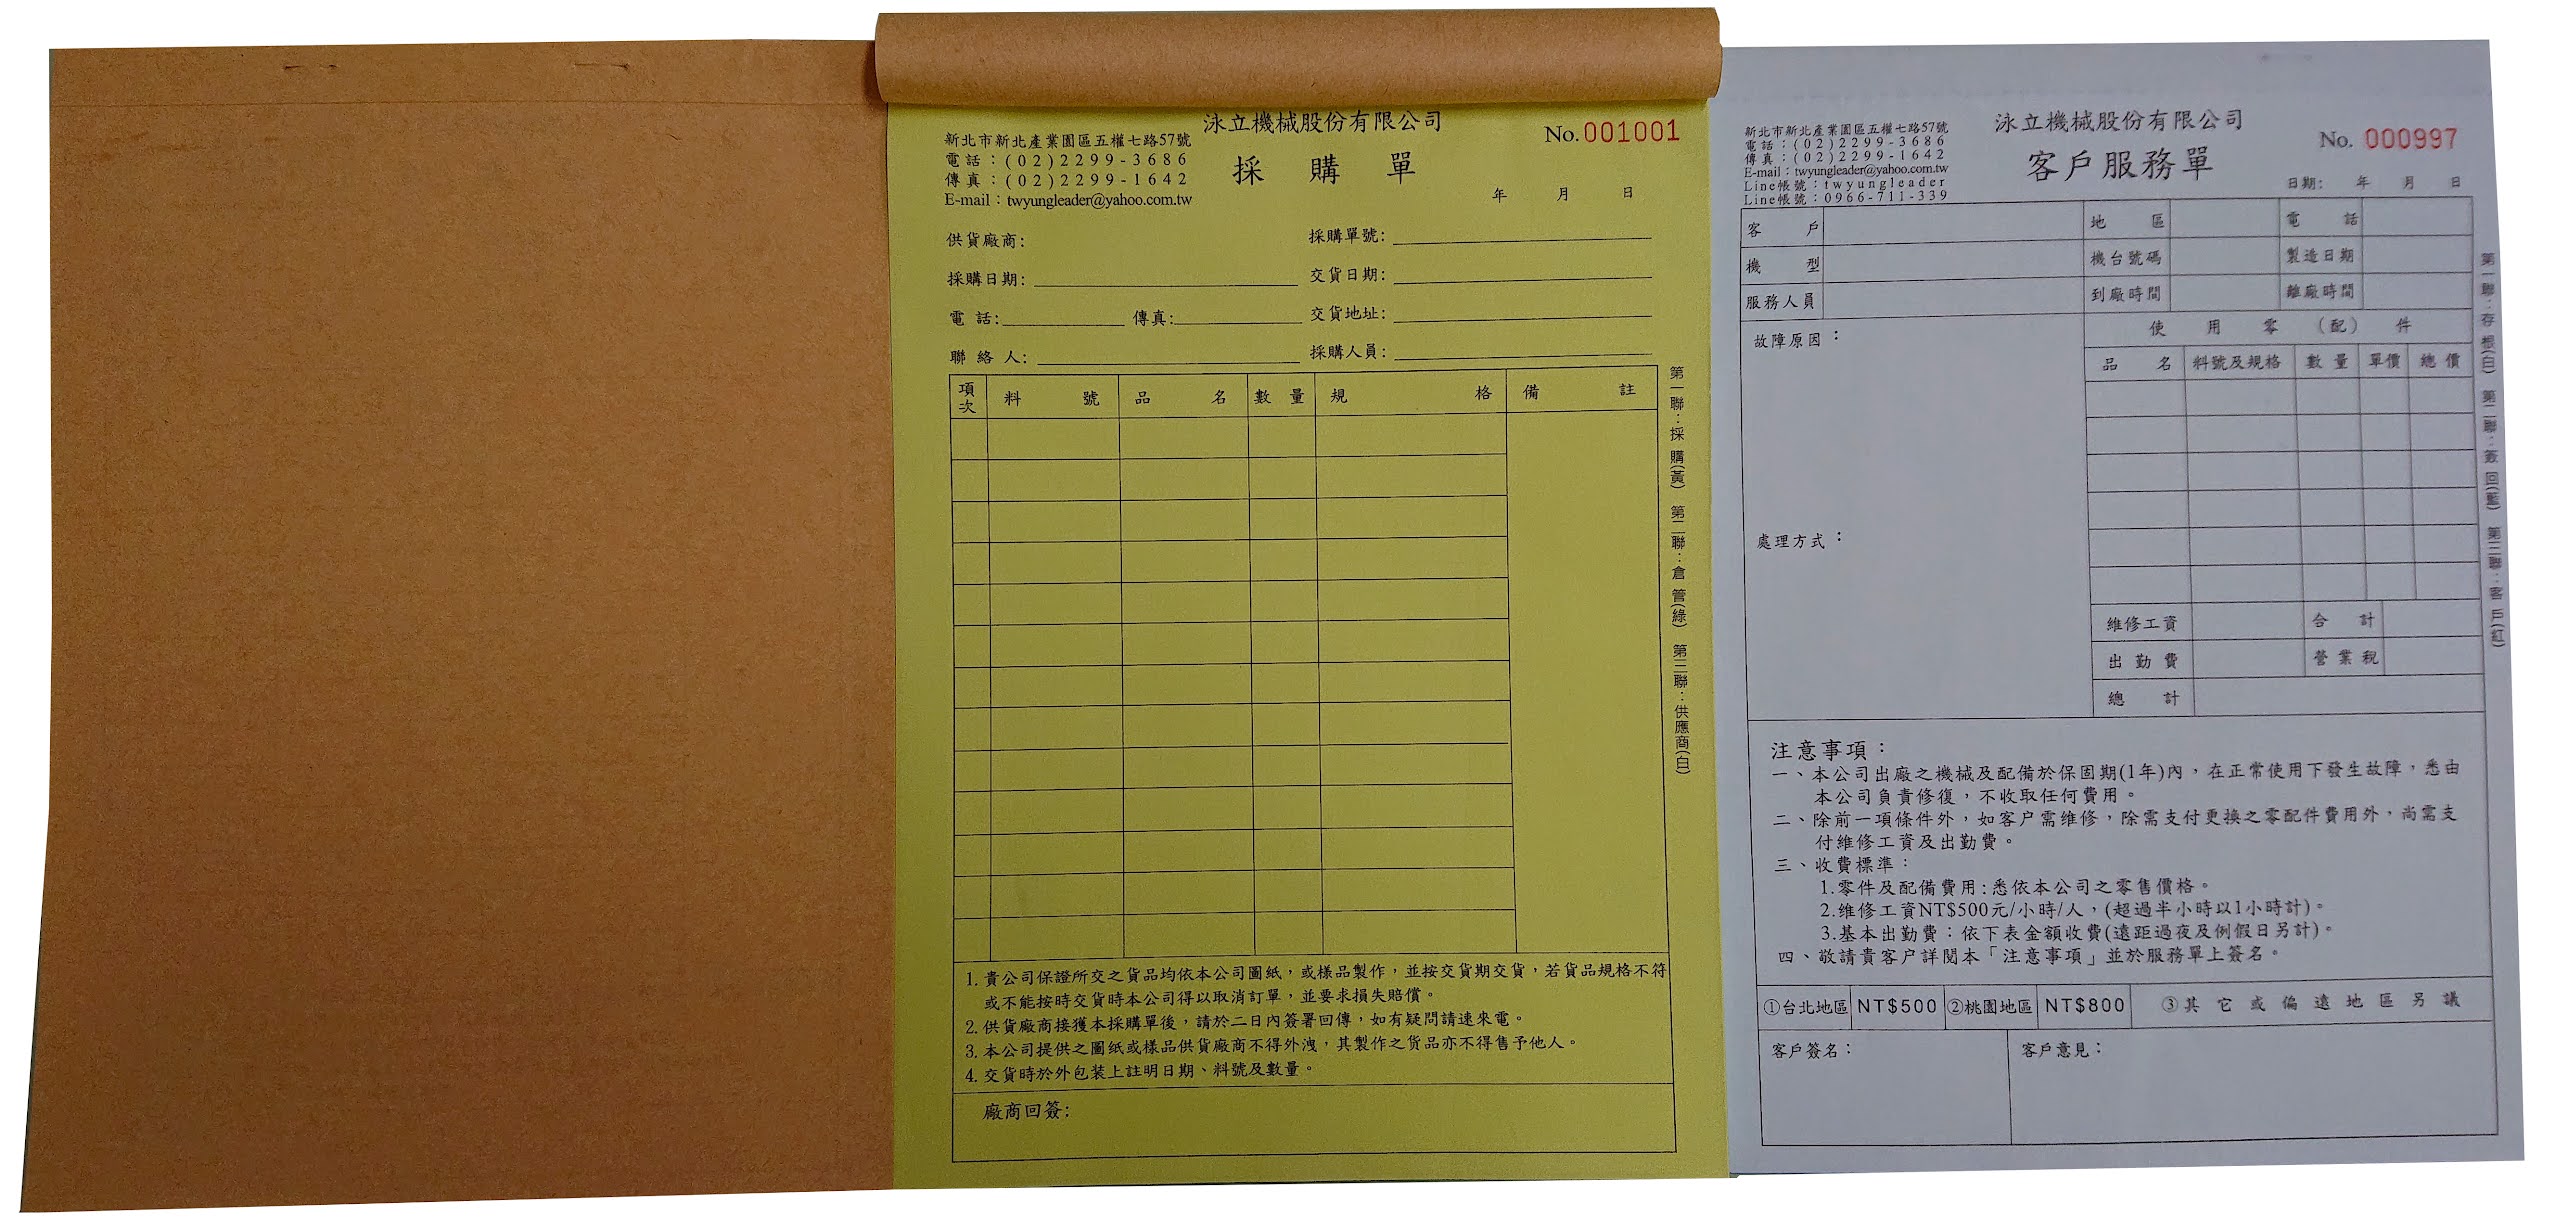 泳立機械股份有限公司
新北市新北產業園區五權七路57號
電話：(02)2299-3686
傳真：(02)2299-1642
E-mail：twyungleader@yahoo.com.tw
採購單
No.001001
年 月 日
供貨廠商:
採購單號:
採購日期:
交貨日期:
電話: 傳真:
交貨地址:
聯絡人:
採購人員:
項次 料號 品名 數量 規格 備註
第一聯：採購(黃) 第二聯：倉管(綠) 第三聯：供應商(白)
1. 貴公司保證所交之貨品均依本公司圖紙，或樣品製作，並按交貨期交貨，若貨品規格不符
或不能按時交貨時本公司得以取消訂單，並要求損失賠償。
2. 供貨廠商接獲本採購單後，請於二日內簽署回傳，如有疑問請速來電。
3. 本公司提供之圖紙或樣品供貨廠商不得外洩，其製作之貨品亦不得售予他人。
4. 交貨時於外包裝上註明日期、料號及數量。
廠商回簽:
泳立機械股份有限公司
新北市新北產業園區五權七路57號
電話：(02)2299-3686
傳真：(02)2299-1642
E-mail：twyungleader@yahoo.com.tw
Line帳號：twyungleader
Line帳號：0966-711-339
客戶服務單
No. 000997
日期: 年 月 日
客戶 地區 電話
機型 機台號碼 製造日期
服務人員 到廠時間 離廠時間
故障原因：
使用零（配）件
品名 料號及規格 數量 單價 總價
處理方式：
維修工資 合計
出勤費 營業稅
總計
第一聯：存根(白) 第二聯：簽回(藍) 第三聯：客戶(紅)
注意事項：
一、本公司出廠之機械及配備於保固期(1年)內，在正常使用下發生故障，悉由
本公司負責修復，不收取任何費用。
二、除前一項條件外，如客户需維修，除需支付更換之零配件費用外，尚需支
付維修工資及出勤費。
三、收費標準：
1.零件及配備費用:悉依本公司之零售價格。
2.維修工資NT$500元/小時/人，(超過半小時以1小時計)。
3.基本出勤費：依下表金額收費(遠距過夜及例假日另計)。
四、敬請貴客户詳閱本「注意事項」並於服務單上簽名。
①台北地區 NT$500 ②桃園地區 NT$800 ③其它或偏遠地區另議
客戶簽名：
客戶意見：